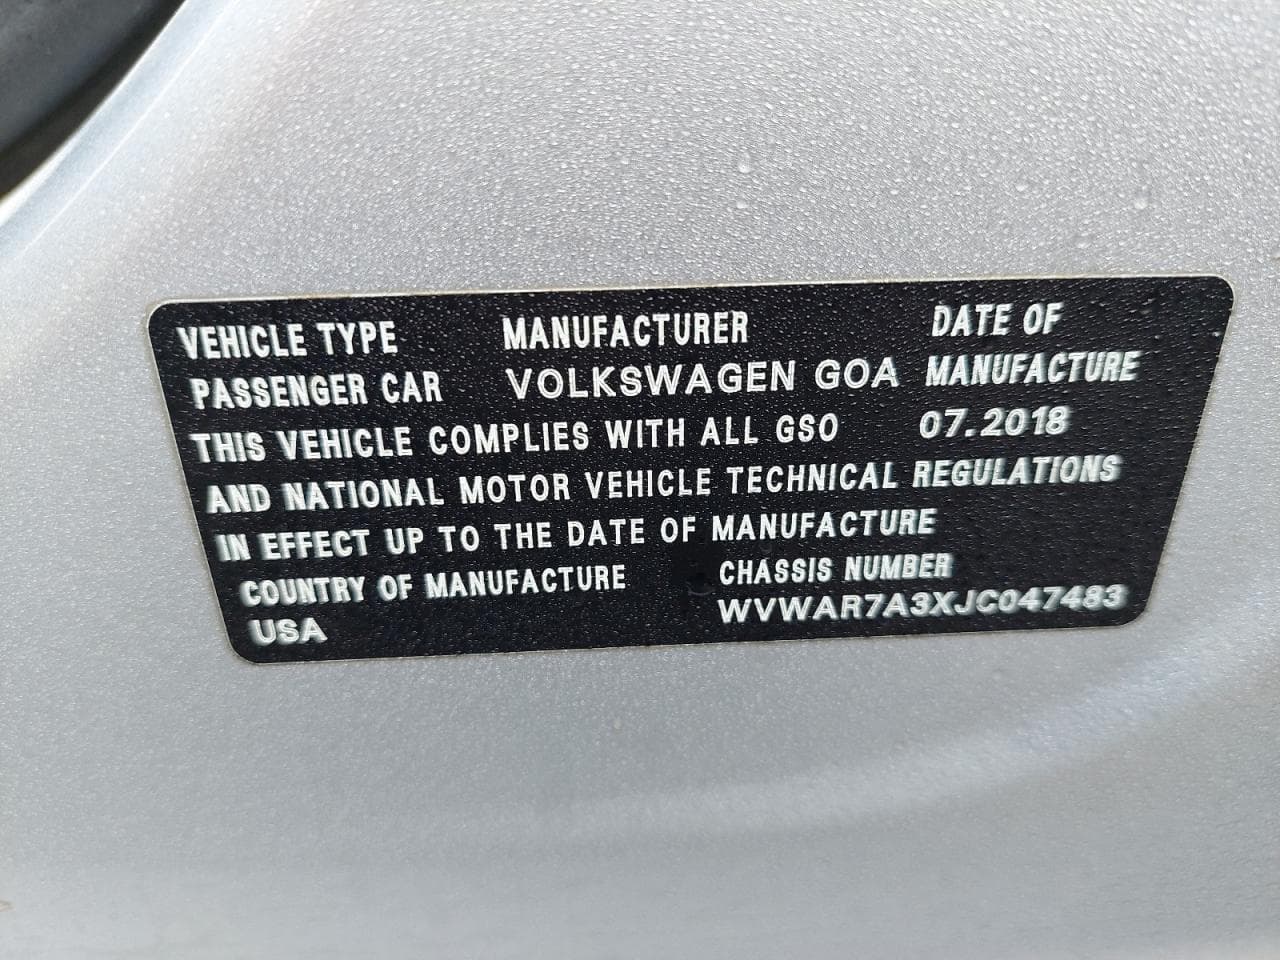 VEHICLE TYPE MANUFACTURER DATE OF
PASSENGER CAR VOLKSWAGEN GOA MANUFACTURE
THIS VEHICLE COMPLIES WITH ALL GSO 07.2018
AND NATIONAL MOTOR VEHICLE TECHNICAL REGULATIONS
IN EFFECT UP TO THE DATE OF MANUFACTURE
COUNTRY OF MANUFACTURE CHASSIS NUMBER
USA WVWAR7A3XJC047483